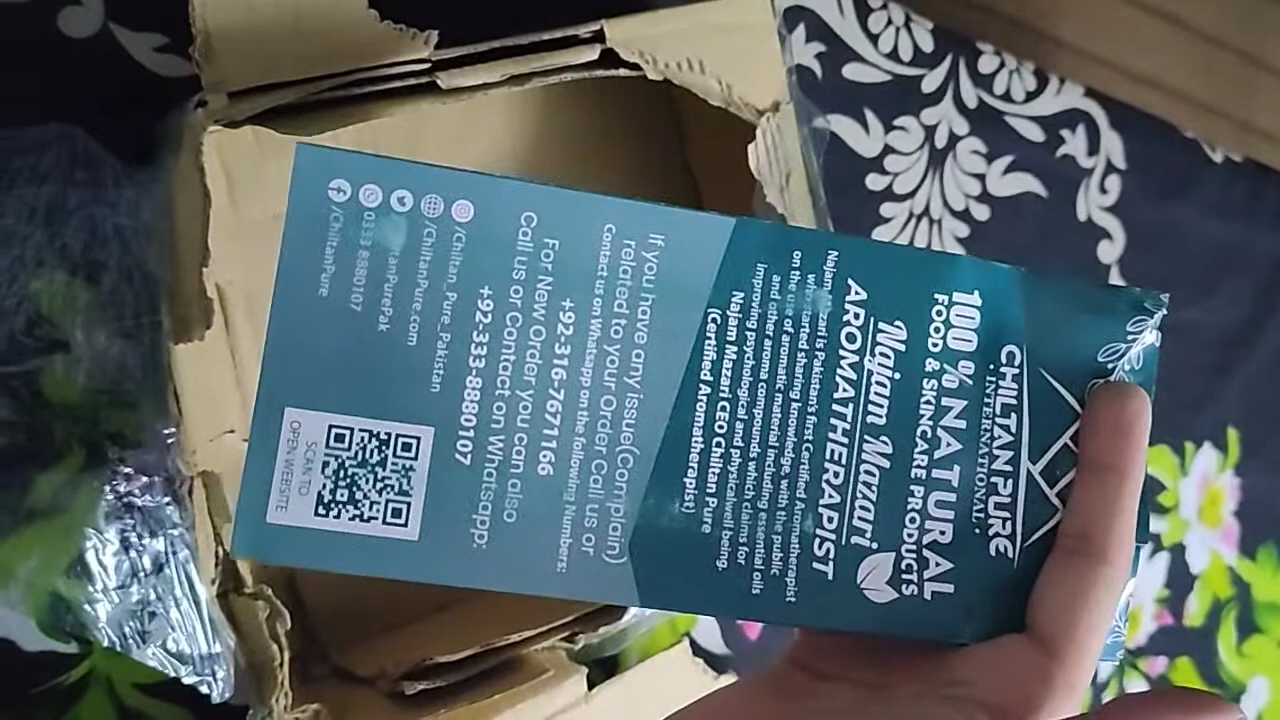 CHILTAN PURE
· INTERNATIONAL ·
100% NATURAL
FOOD & SKINCARE PRODUCTS
Najam Mazari
AROMATHERAPIST
Najam Mazari is Pakistan's first Certified Aromatherapist
who started sharing knowledge, with the public
on the use of aromatic material including essential oils
and other aroma compounds which claims for
improving psychological and physical well being.
Najam Mazari CEO Chiltan Pure
(Certified Aromatherapist)
If you have any issue(Complain)
related to your Order Call us or
Contact us on Whatsapp on the following Numbers:
+92-316-7671166
For New Order you can also
Call us or Contact on Whatsapp:
+92-333-8880107
/Chiltan_Pure_Pakistan
/ChiltanPure.com
0333 8880107
/ChiltanPure
SCAN TO
OPEN WEBSITE